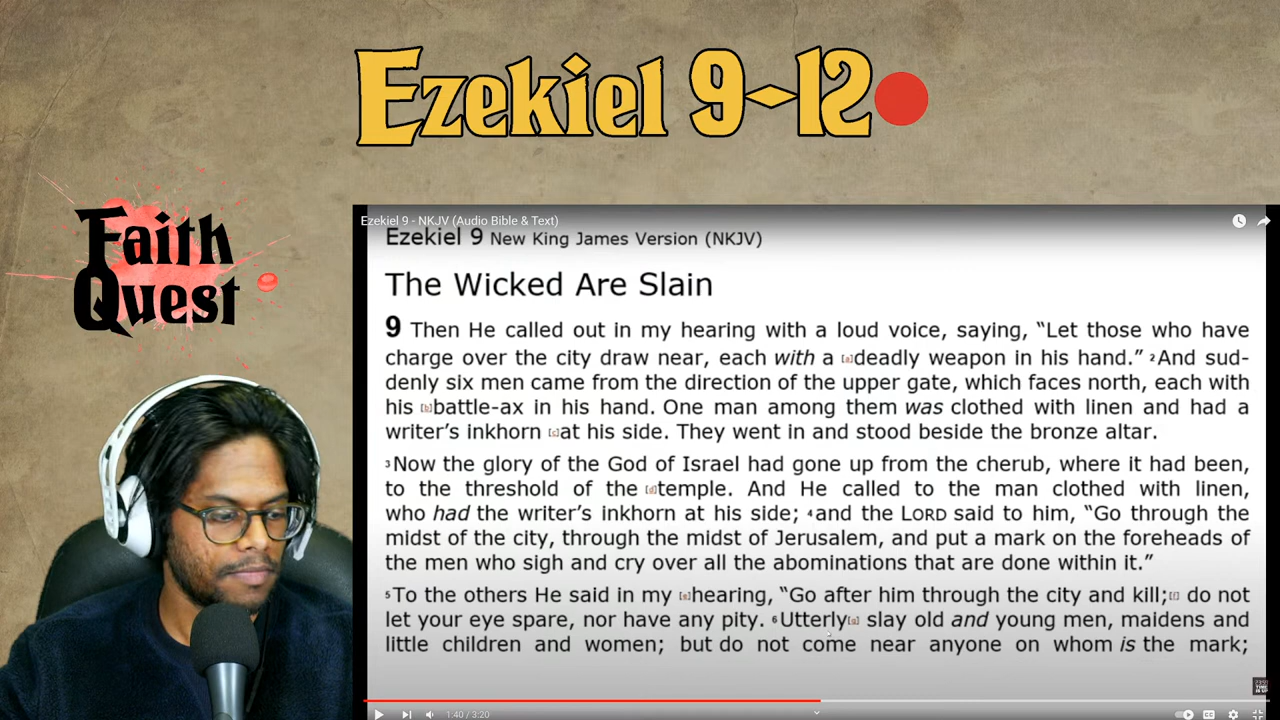 Ezekiel 9-12
Faith
Quest
Ezekiel 9 - NKJV (Audio Bible & Text)
Ezekiel 9 New King James Version (NKJV)
The Wicked Are Slain
9 Then He called out in my hearing with a loud voice, saying, “Let those who have
charge over the city draw near, each with a [a]deadly weapon in his hand.” 2And sud-
denly six men came from the direction of the upper gate, which faces north, each with
his [b]battle-ax in his hand. One man among them was clothed with linen and had a
writer’s inkhorn [c]at his side. They went in and stood beside the bronze altar.
3Now the glory of the God of Israel had gone up from the cherub, where it had been,
to the threshold of the [d]temple. And He called to the man clothed with linen,
who had the writer’s inkhorn at his side; 4and the LORD said to him, “Go through the
midst of the city, through the midst of Jerusalem, and put a mark on the foreheads of
the men who sigh and cry over all the abominations that are done within it.”
5To the others He said in my [e]hearing, “Go after him through the city and kill;[f] do not
let your eye spare, nor have any pity. 6Utterly[g] slay old and young men, maidens and
little children and women; but do not come near anyone on whom is the mark;
1:40 / 3:20